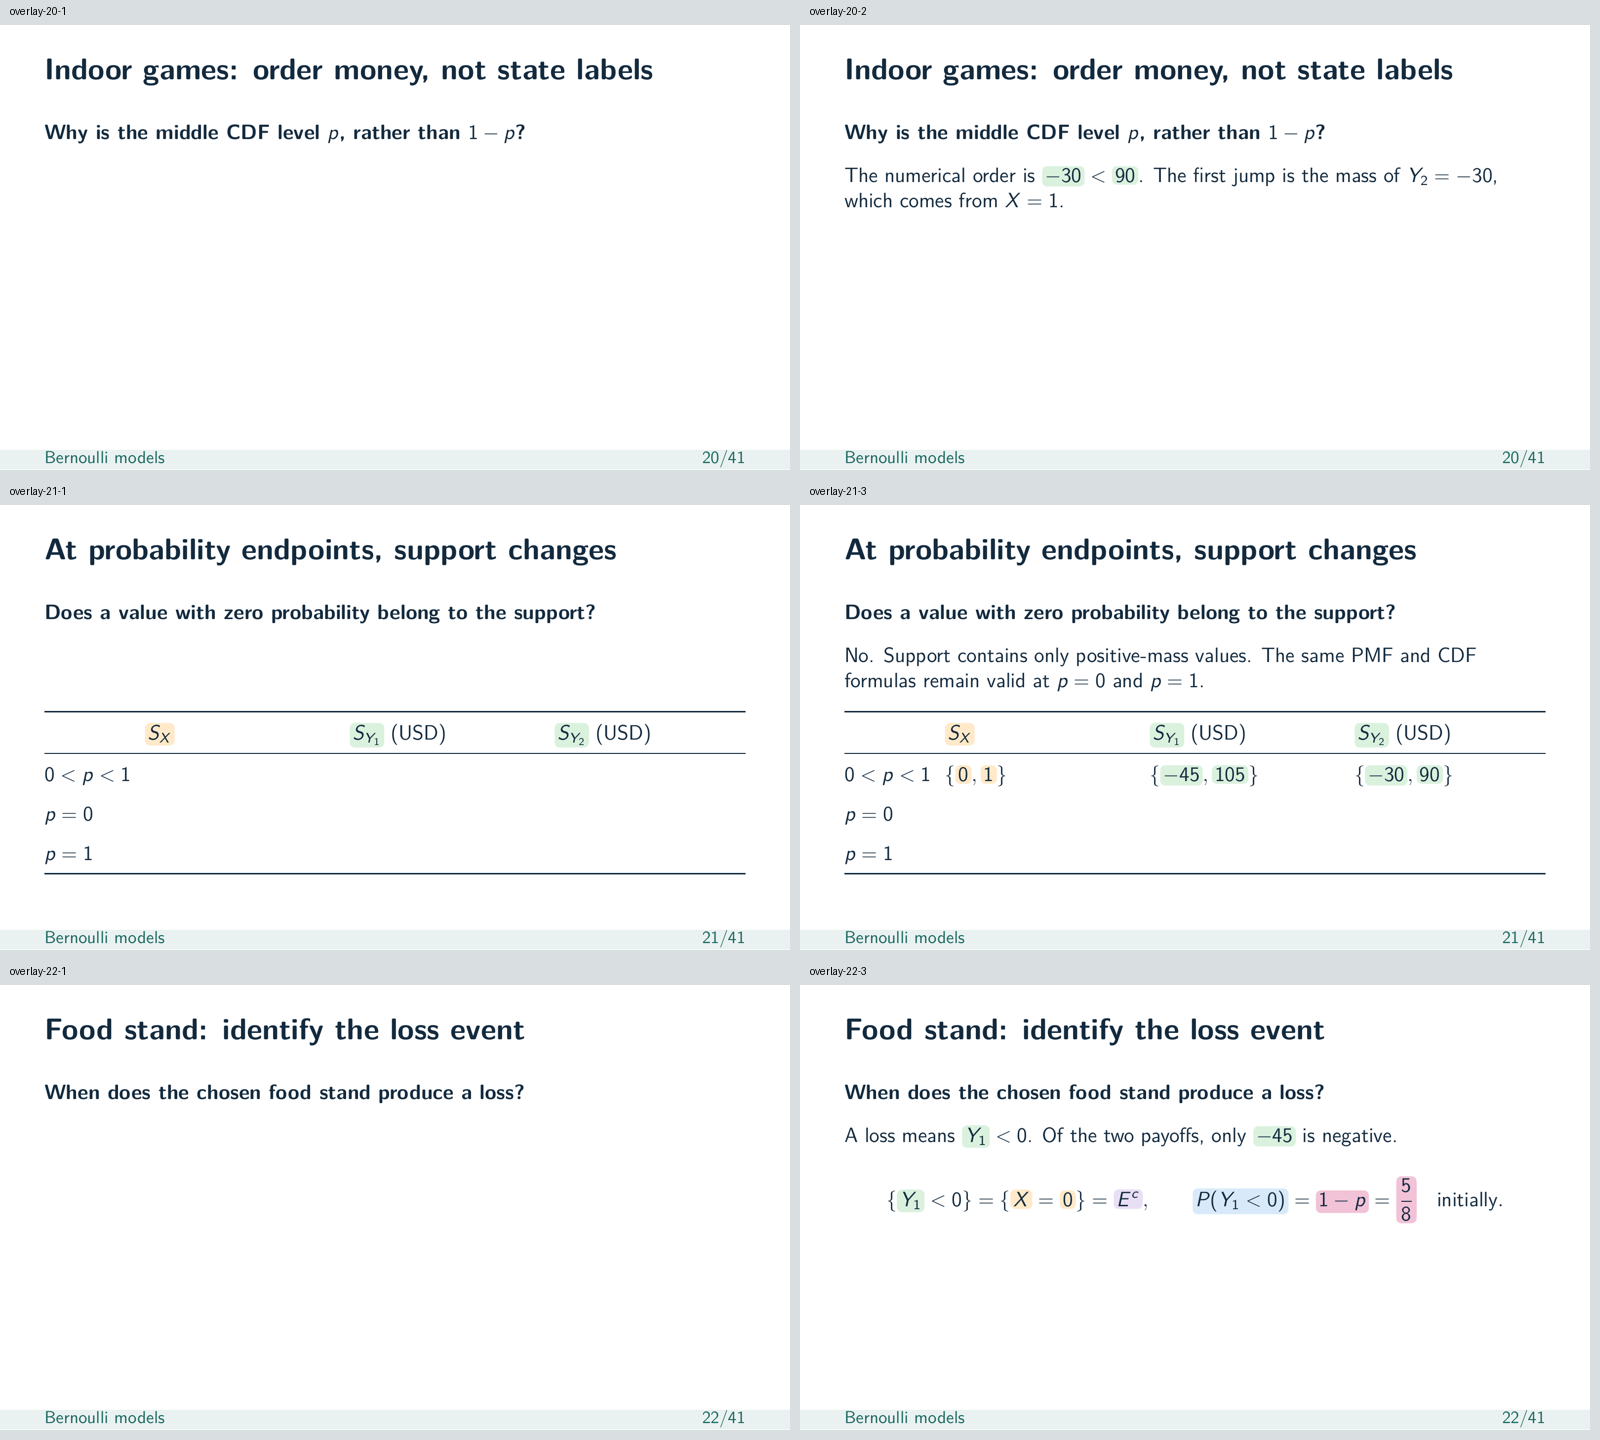 overlay-20-1
Indoor games: order money, not state labels
Why is the middle CDF level p, rather than 1 − p?
Bernoulli models 20/41
overlay-20-2
Indoor games: order money, not state labels
Why is the middle CDF level p, rather than 1 − p?
The numerical order is −30 < 90. The first jump is the mass of Y₂ = −30,
which comes from X = 1.
Bernoulli models 20/41
overlay-21-1
At probability endpoints, support changes
Does a value with zero probability belong to the support?
S_X S_{Y₁} (USD) S_{Y₂} (USD)
0 < p < 1
p = 0
p = 1
Bernoulli models 21/41
overlay-21-3
At probability endpoints, support changes
Does a value with zero probability belong to the support?
No. Support contains only positive-mass values. The same PMF and CDF
formulas remain valid at p = 0 and p = 1.
S_X S_{Y₁} (USD) S_{Y₂} (USD)
0 < p < 1 {0, 1} {−45, 105} {−30, 90}
p = 0
p = 1
Bernoulli models 21/41
overlay-22-1
Food stand: identify the loss event
When does the chosen food stand produce a loss?
Bernoulli models 22/41
overlay-22-3
Food stand: identify the loss event
When does the chosen food stand produce a loss?
A loss means Y₁ < 0. Of the two payoffs, only −45 is negative.
{Y₁ < 0} = {X = 0} = Eᶜ, P(Y₁ < 0) = 1 − p = 5/8 initially.
Bernoulli models 22/41